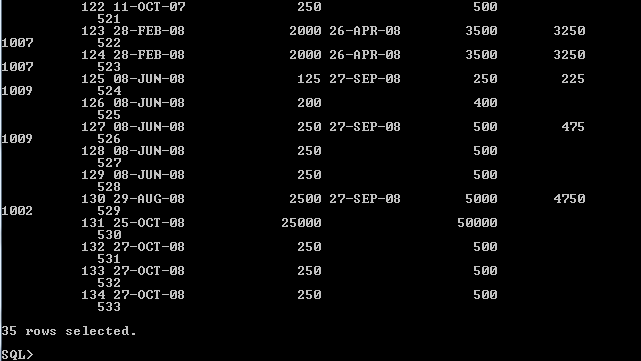 122 11-OCT-07 250 500
521
123 28-FEB-08 2000 26-APR-08 3500 3250
1007 522
124 28-FEB-08 2000 26-APR-08 3500 3250
1007 523
125 08-JUN-08 125 27-SEP-08 250 225
1009 524
126 08-JUN-08 200 400
525
127 08-JUN-08 250 27-SEP-08 500 475
1009 526
128 08-JUN-08 250 500
527
129 08-JUN-08 250 500
528
130 29-AUG-08 2500 27-SEP-08 5000 4750
1002 529
131 25-OCT-08 25000 50000
530
132 27-OCT-08 250 500
531
133 27-OCT-08 250 500
532
134 27-OCT-08 250 500
533
35 rows selected.
SQL>